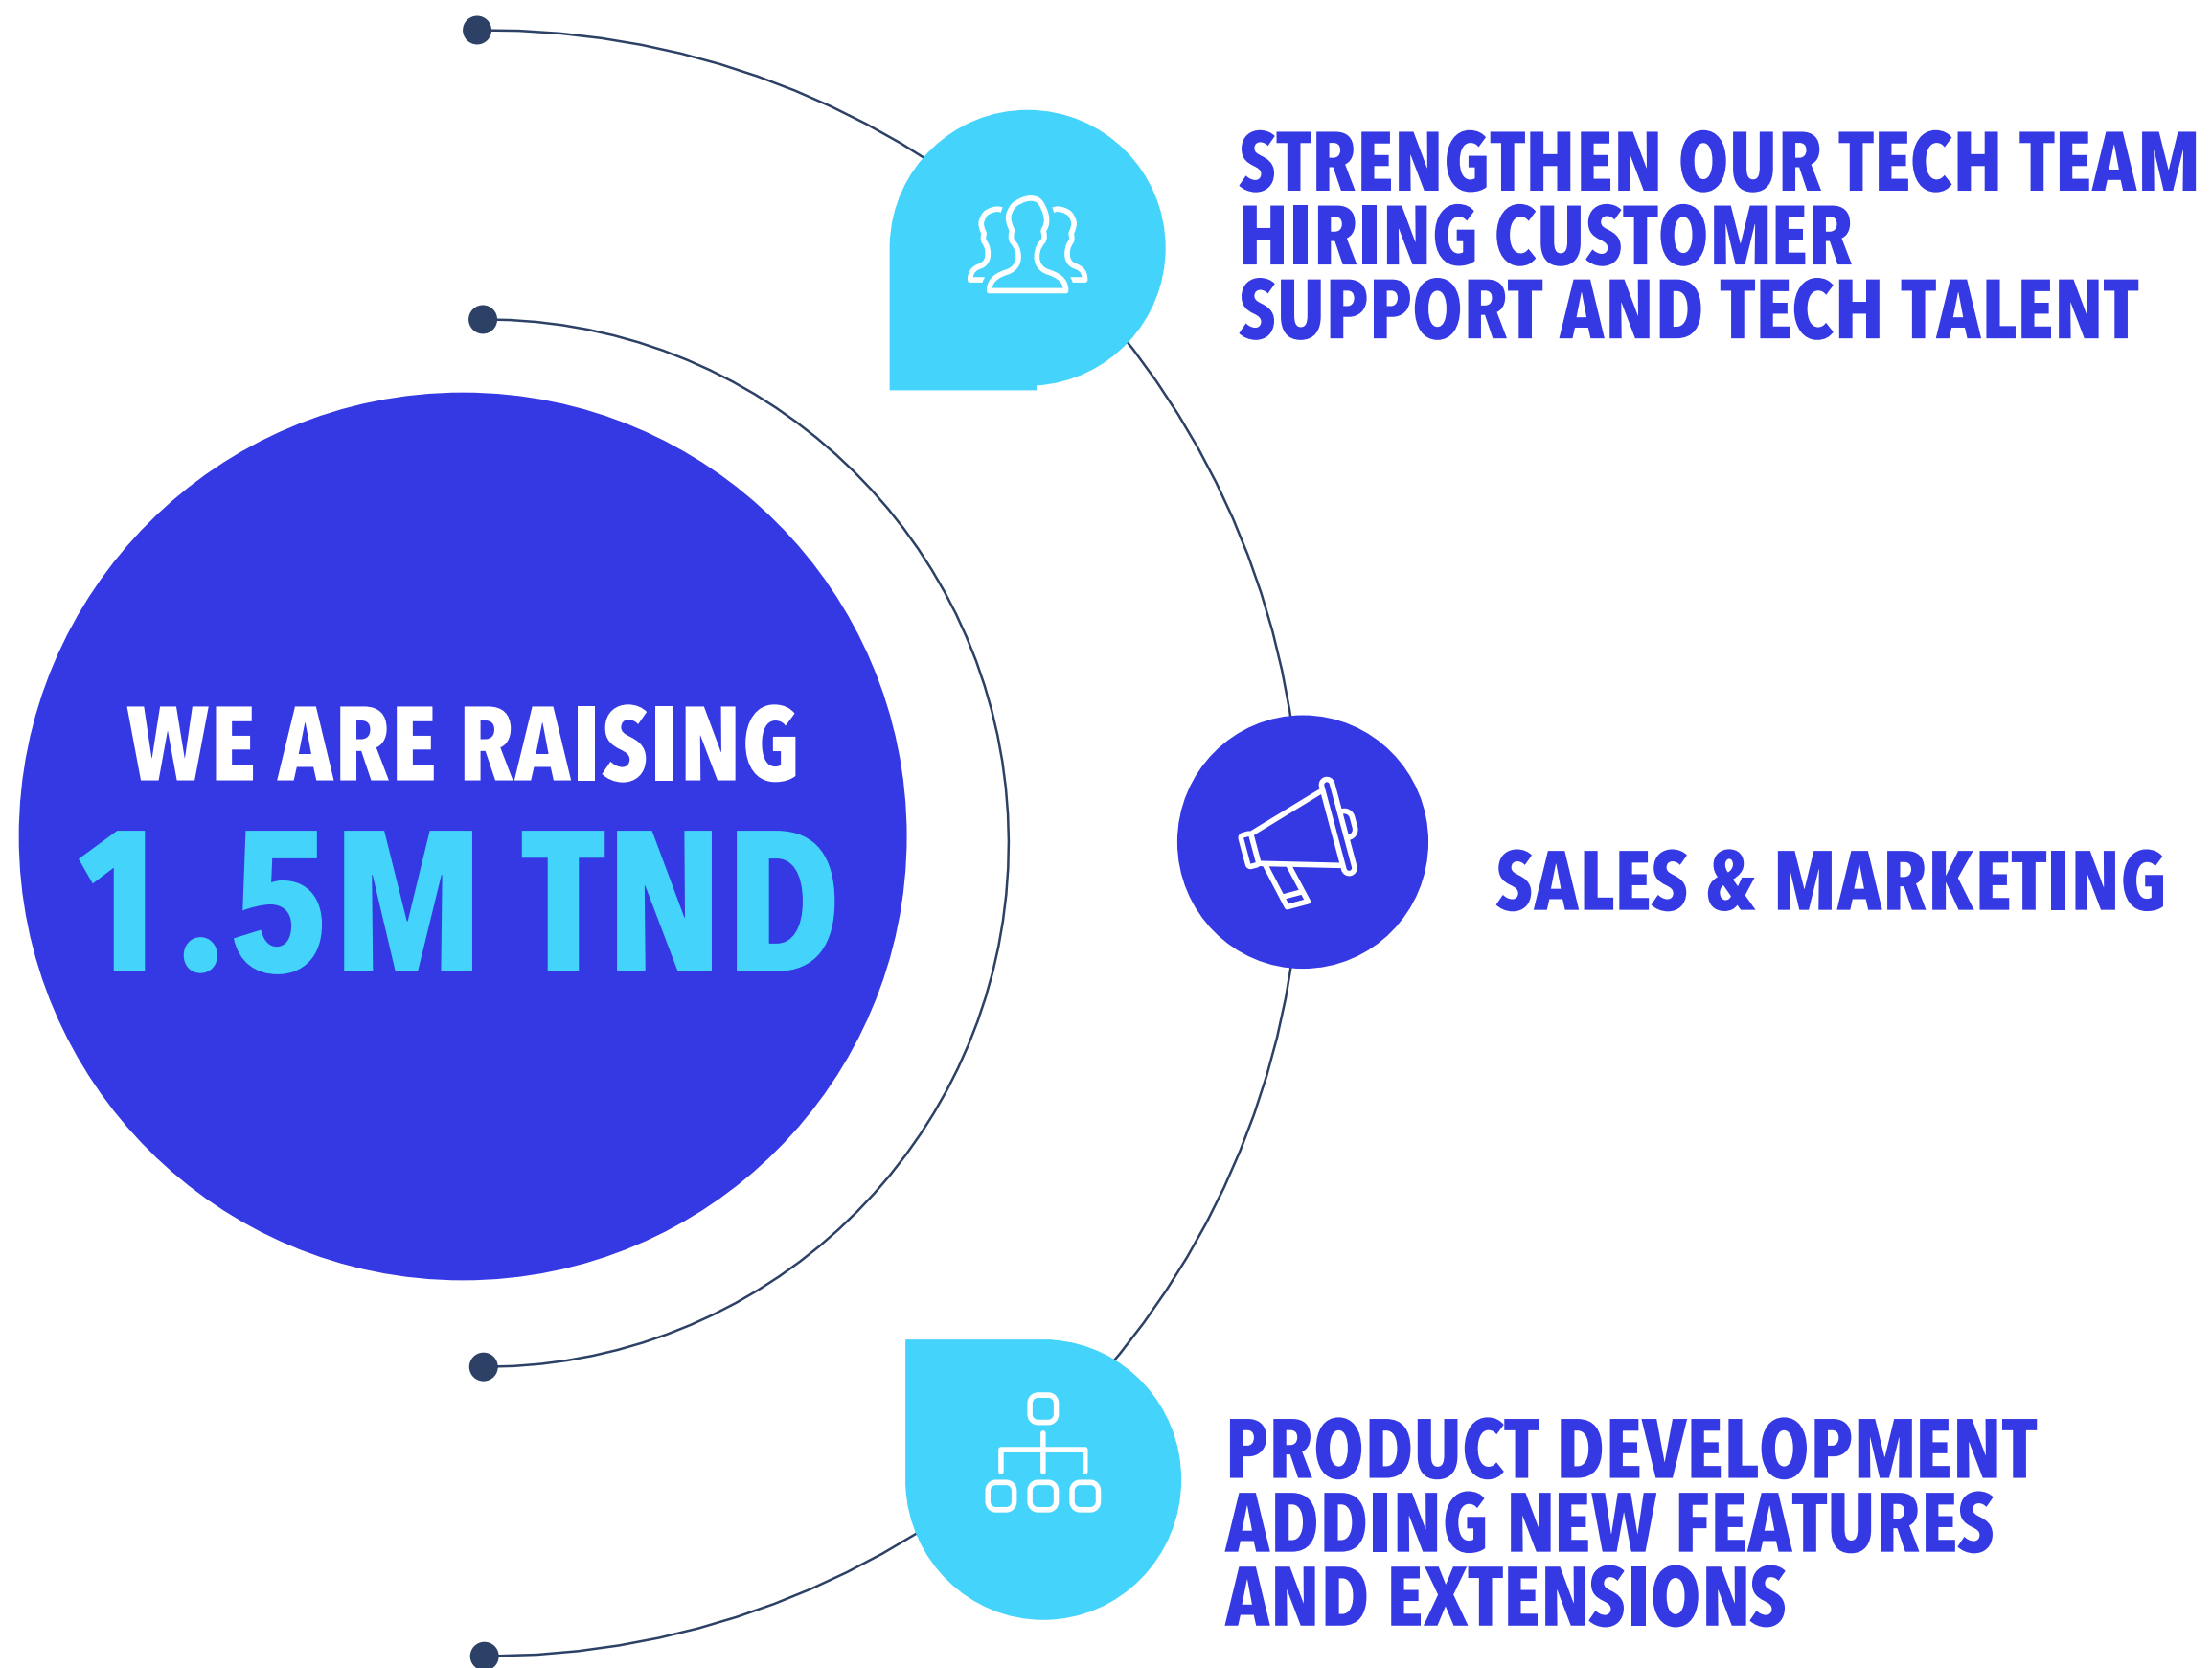 WE ARE RAISING
1.5M TND
STRENGTHEN OUR TECH TEAM
HIRING CUSTOMER
SUPPORT AND TECH TALENT
SALES & MARKETING
PRODUCT DEVELOPMENT
ADDING NEW FEATURES
AND EXTENSIONS